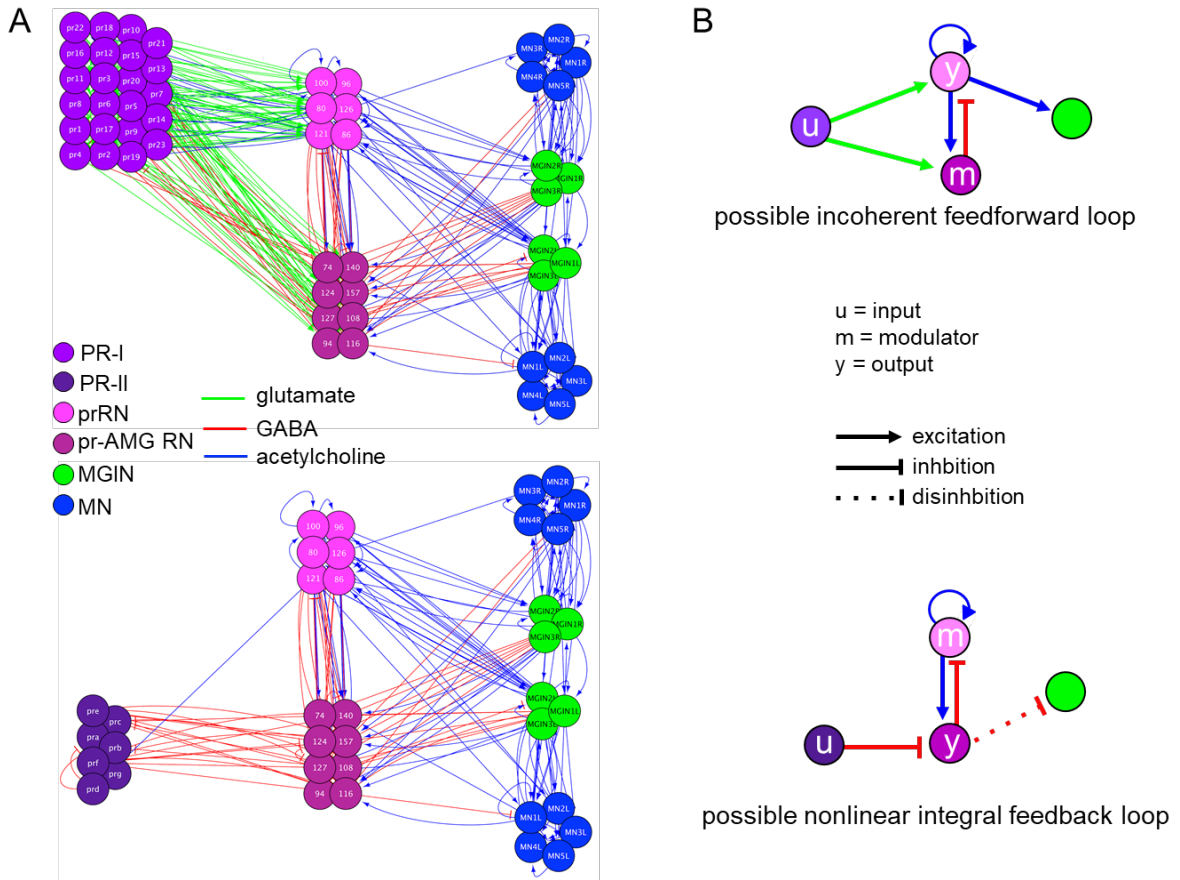 A
pr22 pr18 pr10
pr21
pr16 pr12 pr15
pr13
pr11 pr3 pr20
pr7
pr8 pr6 pr5
pr14
pr1 pr17 pr9
pr23
pr4 pr2 pr19
100 96
80 126
121 86
74 140
124 157
127 108
94 116
MN2R
MN3R MN1R
MN4R MN5R
MGIN2R
MGIN1R
MGIN3R
MGIN2L
MGIN1L
MGIN3L
MN2L
MN1L MN3L
MN4L MN5L
PR-I
PR-II
prRN
pr-AMG RN
MGIN
MN
glutamate
GABA
acetylcholine
100 96
80 126
121 86
pre prc
pra prb
prf prg
prd
74 140
124 157
127 108
94 116
MN2R
MN3R MN1R
MN4R MN5R
MGIN2R
MGIN1R
MGIN3R
MGIN2L
MGIN1L
MGIN3L
MN2L
MN1L MN3L
MN4L MN5L
B
y
u
m
possible incoherent feedforward loop
u = input
m = modulator
y = output
excitation
inhbition
disinhbition
m
u
y
possible nonlinear integral feedback loop